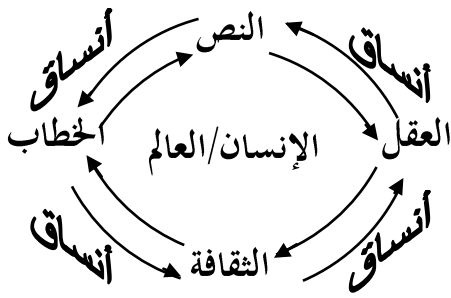 النص
أنساق
أنساق
العقل
الإنسان/العالم
الخطاب
أنساق
أنساق
الثقافة